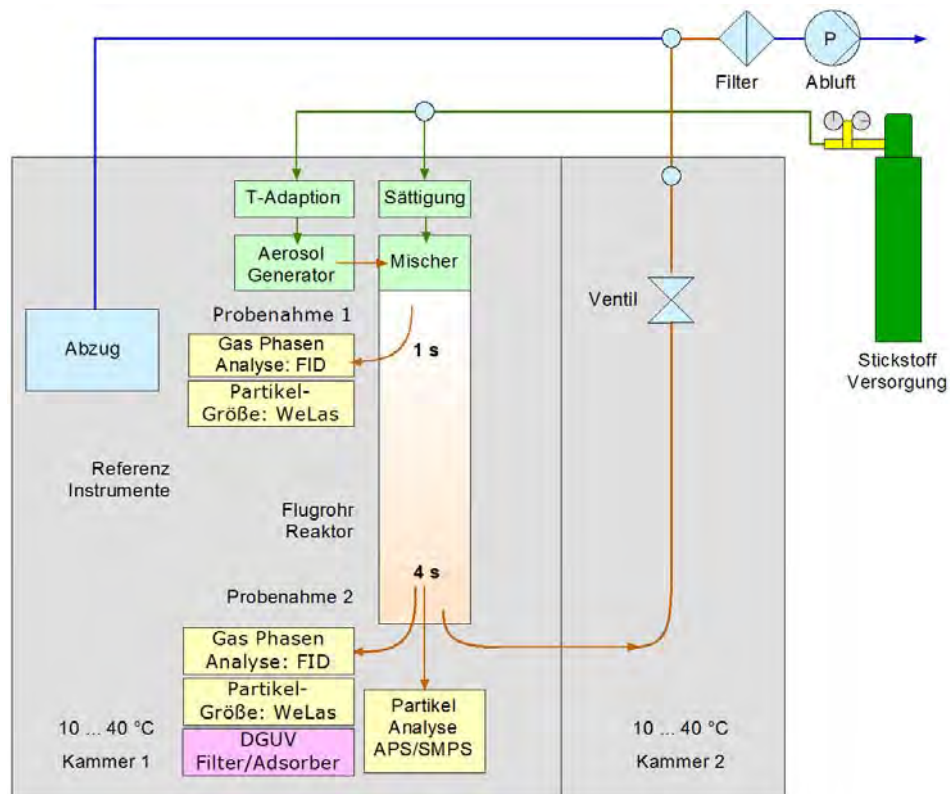 P
Filter
Abluft
T-Adaption
Sättigung
Aerosol
Generator
Mischer
Ventil
Probenahme 1
Abzug
Gas Phasen
Analyse: FID
1 s
Partikel-
Größe: WeLas
Stickstoff
Versorgung
Referenz
Instrumente
Flugrohr
Reaktor
4 s
Probenahme 2
Gas Phasen
Analyse: FID
Partikel-
Größe: WeLas
DGUV
Filter/Adsorber
Partikel
Analyse
APS/SMPS
10 ... 40 °C
Kammer 1
10 ... 40 °C
Kammer 2